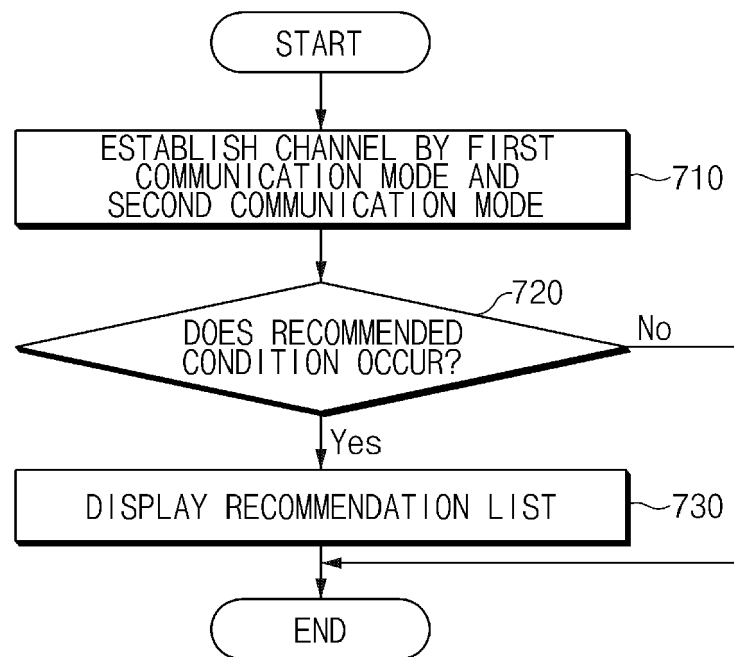 START
ESTABLISH CHANNEL BY FIRST
COMMUNICATION MODE AND
SECOND COMMUNICATION MODE
710
720
DOES RECOMMENDED
CONDITION OCCUR?
No
Yes
DISPLAY RECOMMENDATION LIST
730
END